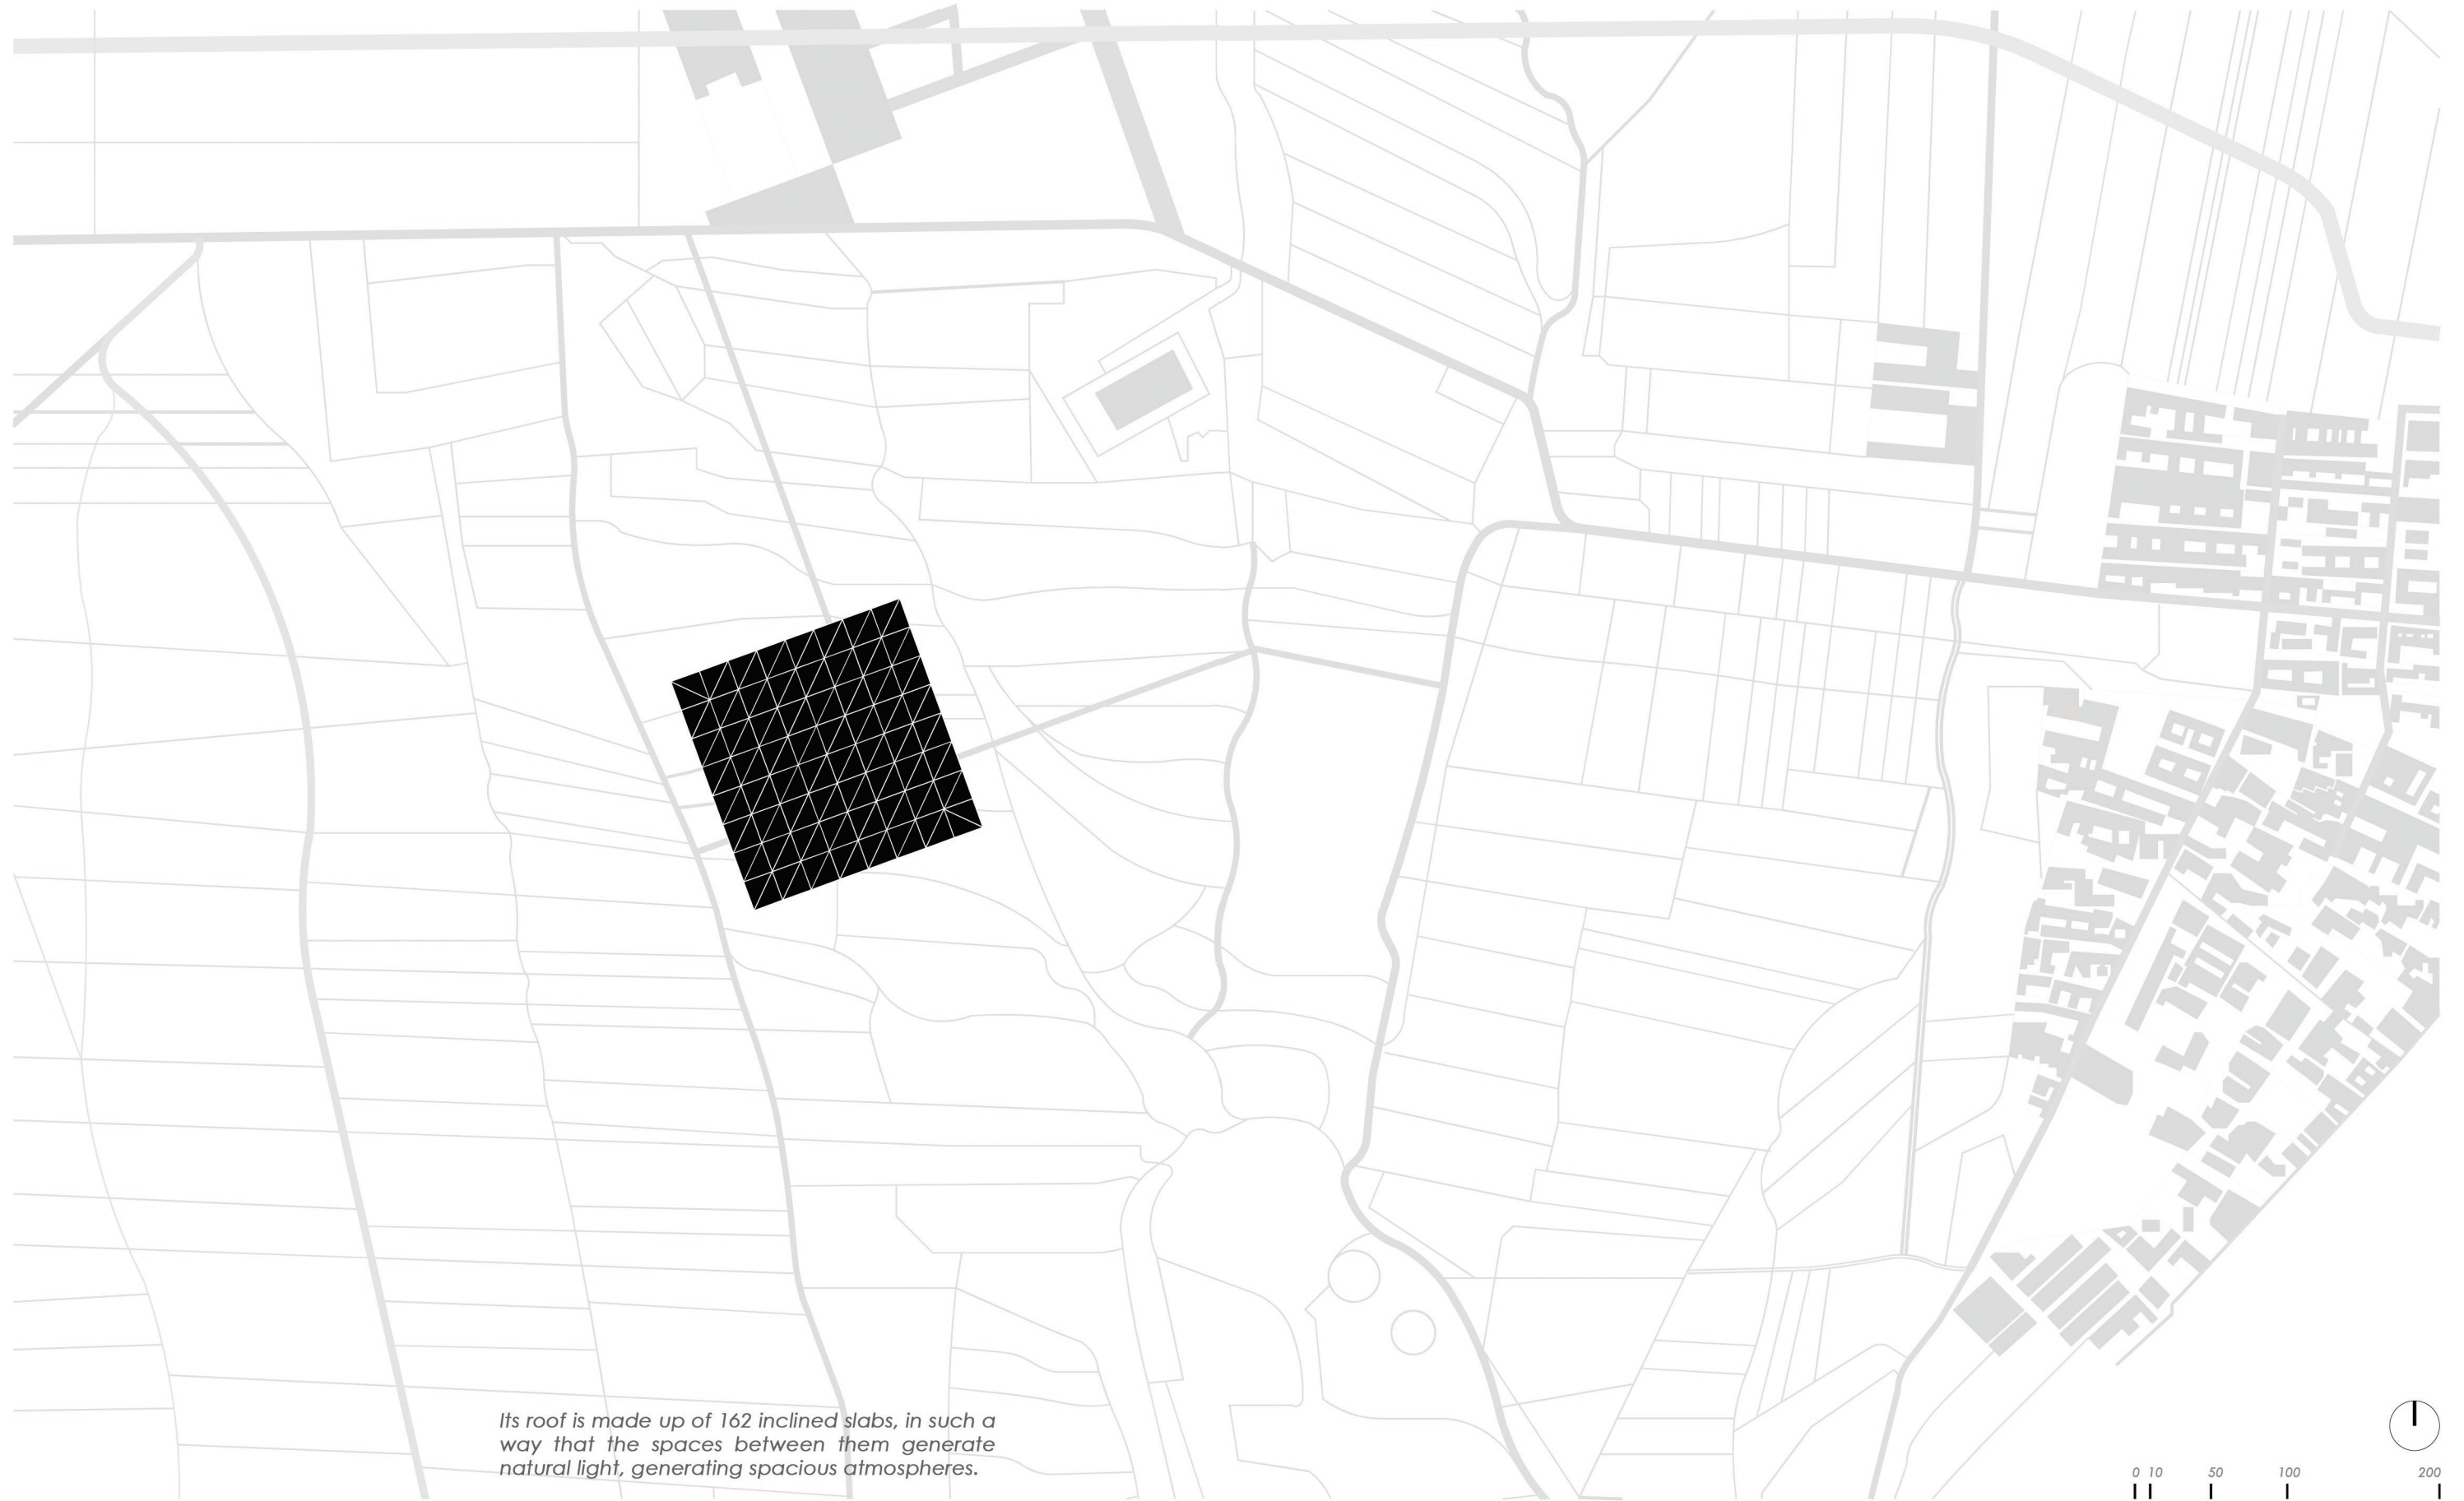 Its roof is made up of 162 inclined slabs, in such a
way that the spaces between them generate
natural light, generating spacious atmospheres.
0 10 50 100 200